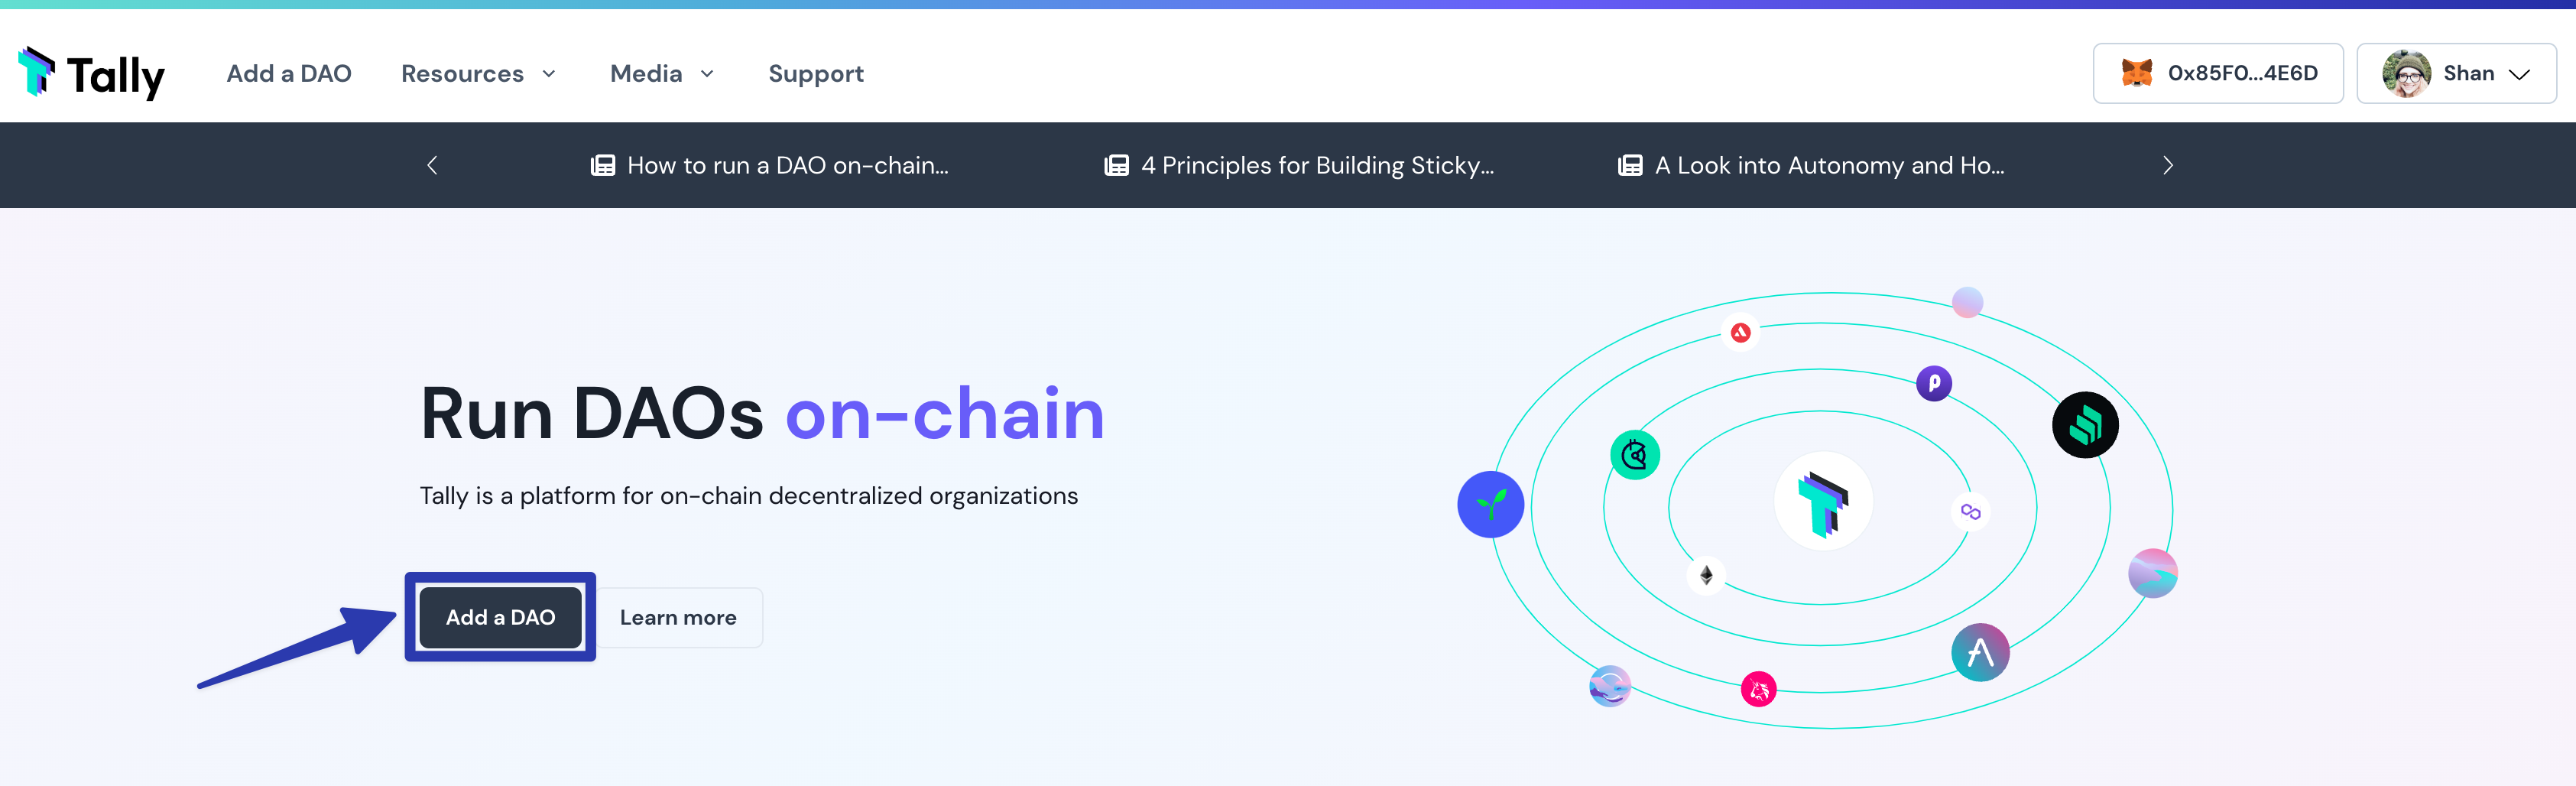 Tally
Add a DAO
Resources
Media
Support
0x85F0...4E6D
Shan
How to run a DAO on-chain...
4 Principles for Building Sticky...
A Look into Autonomy and Ho...
Run DAOs on-chain
Tally is a platform for on-chain decentralized organizations
Add a DAO
Learn more